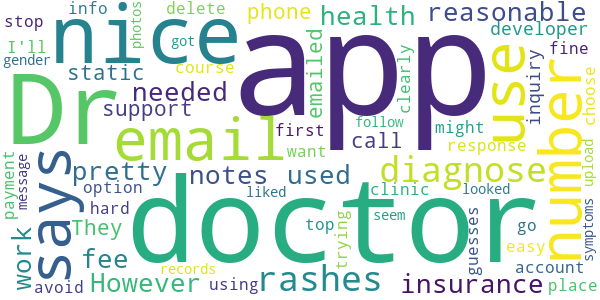 info delete phone health reasonable
stop photos developer
I'll nice got app fine
gender static course emailed clearly use inquiry choose
Dr needed number
support first call might
email want follow response upload
payment message says pretty notes used diagnose
option liked clinic looked guesses symptoms
work hard doctor top trying seem go easy
They fee account
avoid However using rashes insurance place
records